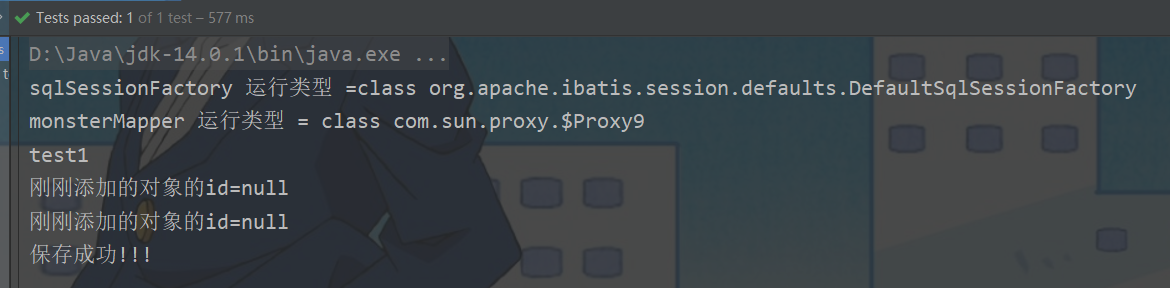 Tests passed: 1 of 1 test – 577 ms
D:\Java\jdk-14.0.1\bin\java.exe ...
sqlSessionFactory 运行类型 =class org.apache.ibatis.session.defaults.DefaultSqlSessionFactory
monsterMapper 运行类型 = class com.sun.proxy.$Proxy9
test1
刚刚添加的对象的id=null
刚刚添加的对象的id=null
保存成功!!!